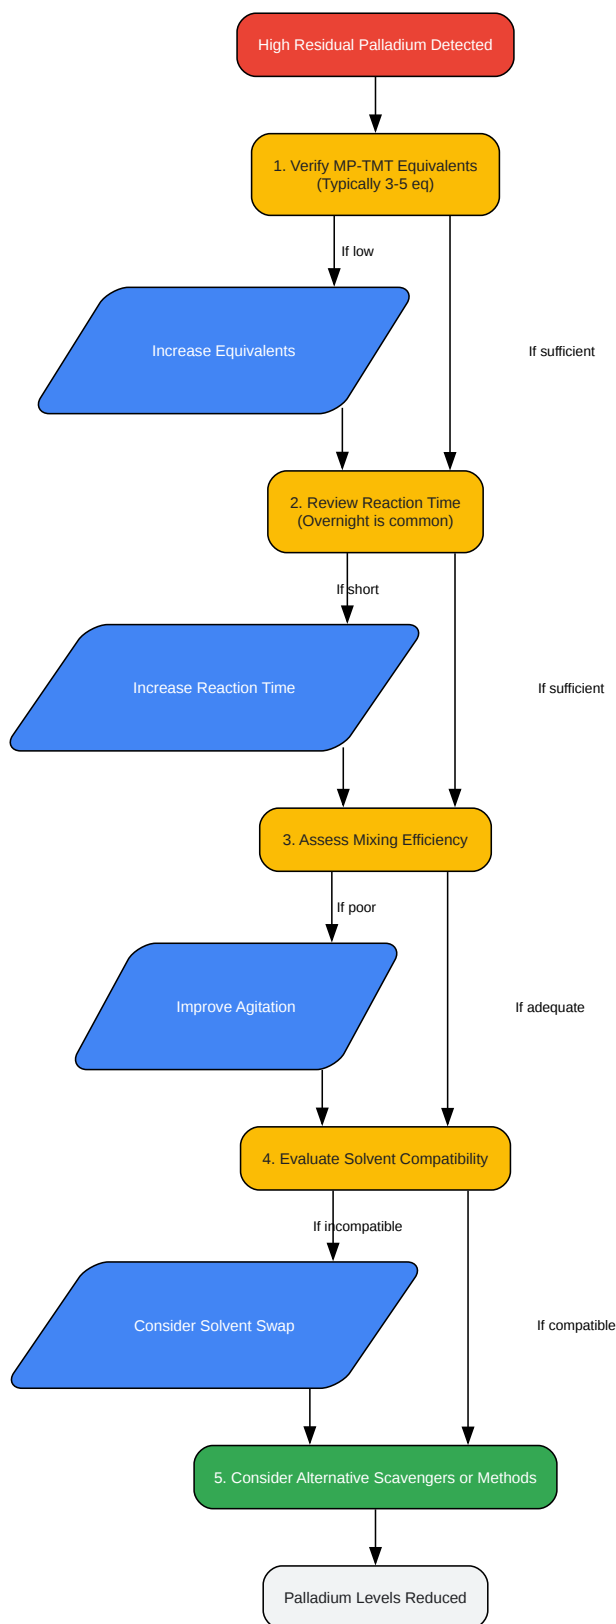 High Residual Palladium Detected
1. Verify MP-TMT Equivalents
(Typically 3-5 eq)
If low
Increase Equivalents
If sufficient
2. Review Reaction Time
(Overnight is common)
If short
Increase Reaction Time
If sufficient
3. Assess Mixing Efficiency
If poor
Improve Agitation
If adequate
4. Evaluate Solvent Compatibility
If incompatible
Consider Solvent Swap
If compatible
5. Consider Alternative Scavengers or Methods
Palladium Levels Reduced